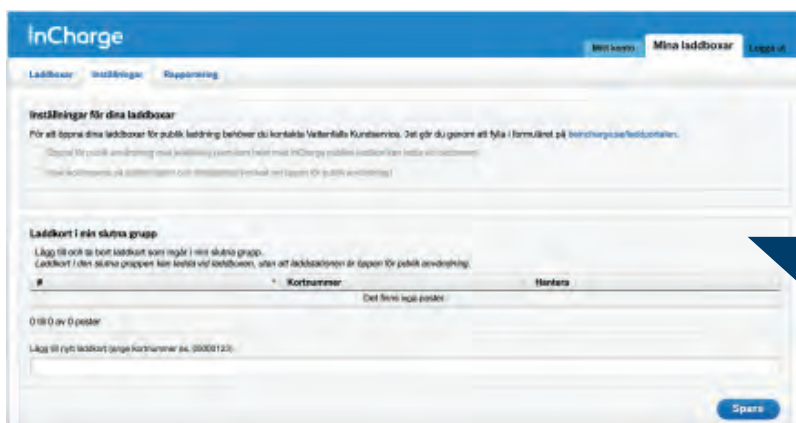 InCharge
Mitt konto
Mina laddboxar
Logga ut
Laddboxar
Inställningar
Rapportering
Inställningar för dina laddboxar
För att öppna dina laddboxar för publik laddning behöver du kontakta Vattenfalls Kundservice. Det gör du genom att fylla i formuläret på
Laddkort i min slutna grupp
Lägg till och ta bort laddkort som ingår i min slutna grupp.
Laddkort i den slutna gruppen kan ladda vid laddboxen, utan att laddstationen är öppen för publik användning.
# Kortnummer Hantera
Det finns inga poster
0 till 0 av 0 poster
Lägg till nytt laddkort (ange kortnummer ex. 00000123)
Spara